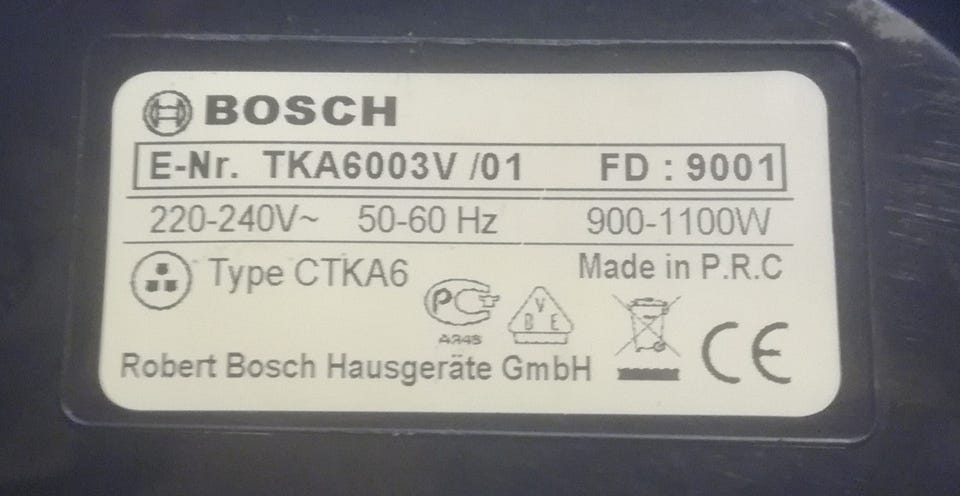 BOSCH
E-Nr. TKA6003V /01 FD : 9001
220-240V~ 50-60 Hz 900-1100W
Type CTKA6 Made in P.R.C
PC
VDE
Robert Bosch Hausgeräte GmbH CE